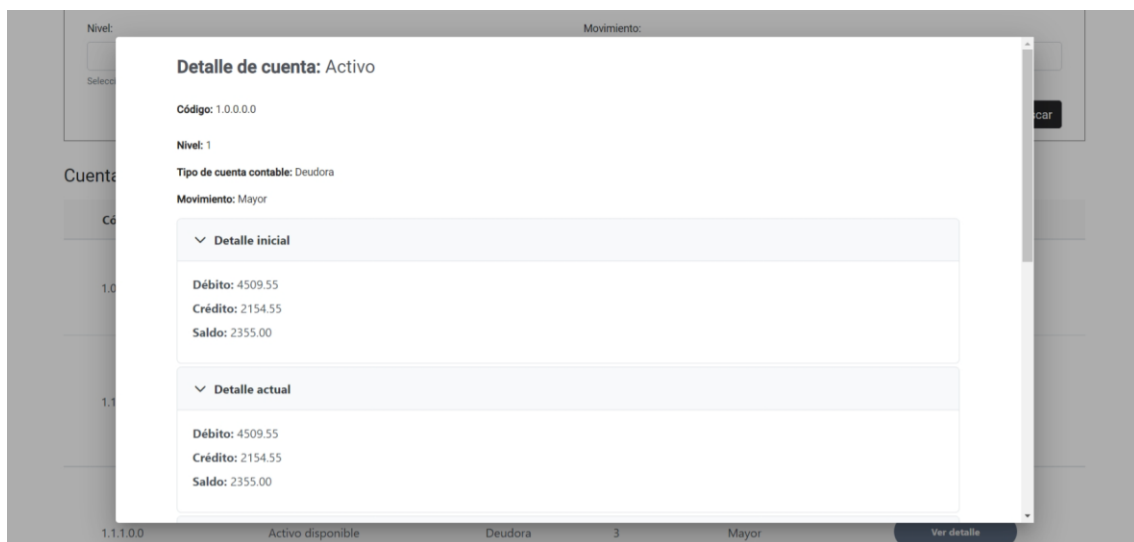 Nivel:
Movimiento:
Detalle de cuenta: Activo
Código: 1.0.0.0.0
Nivel: 1
Tipo de cuenta contable: Deudora
Movimiento: Mayor
Detalle inicial
Débito: 4509.55
Crédito: 2154.55
Saldo: 2355.00
Detalle actual
Débito: 4509.55
Crédito: 2154.55
Saldo: 2355.00
1.1.1.0.0 Activo disponible Deudora 3 Mayor Ver detalle